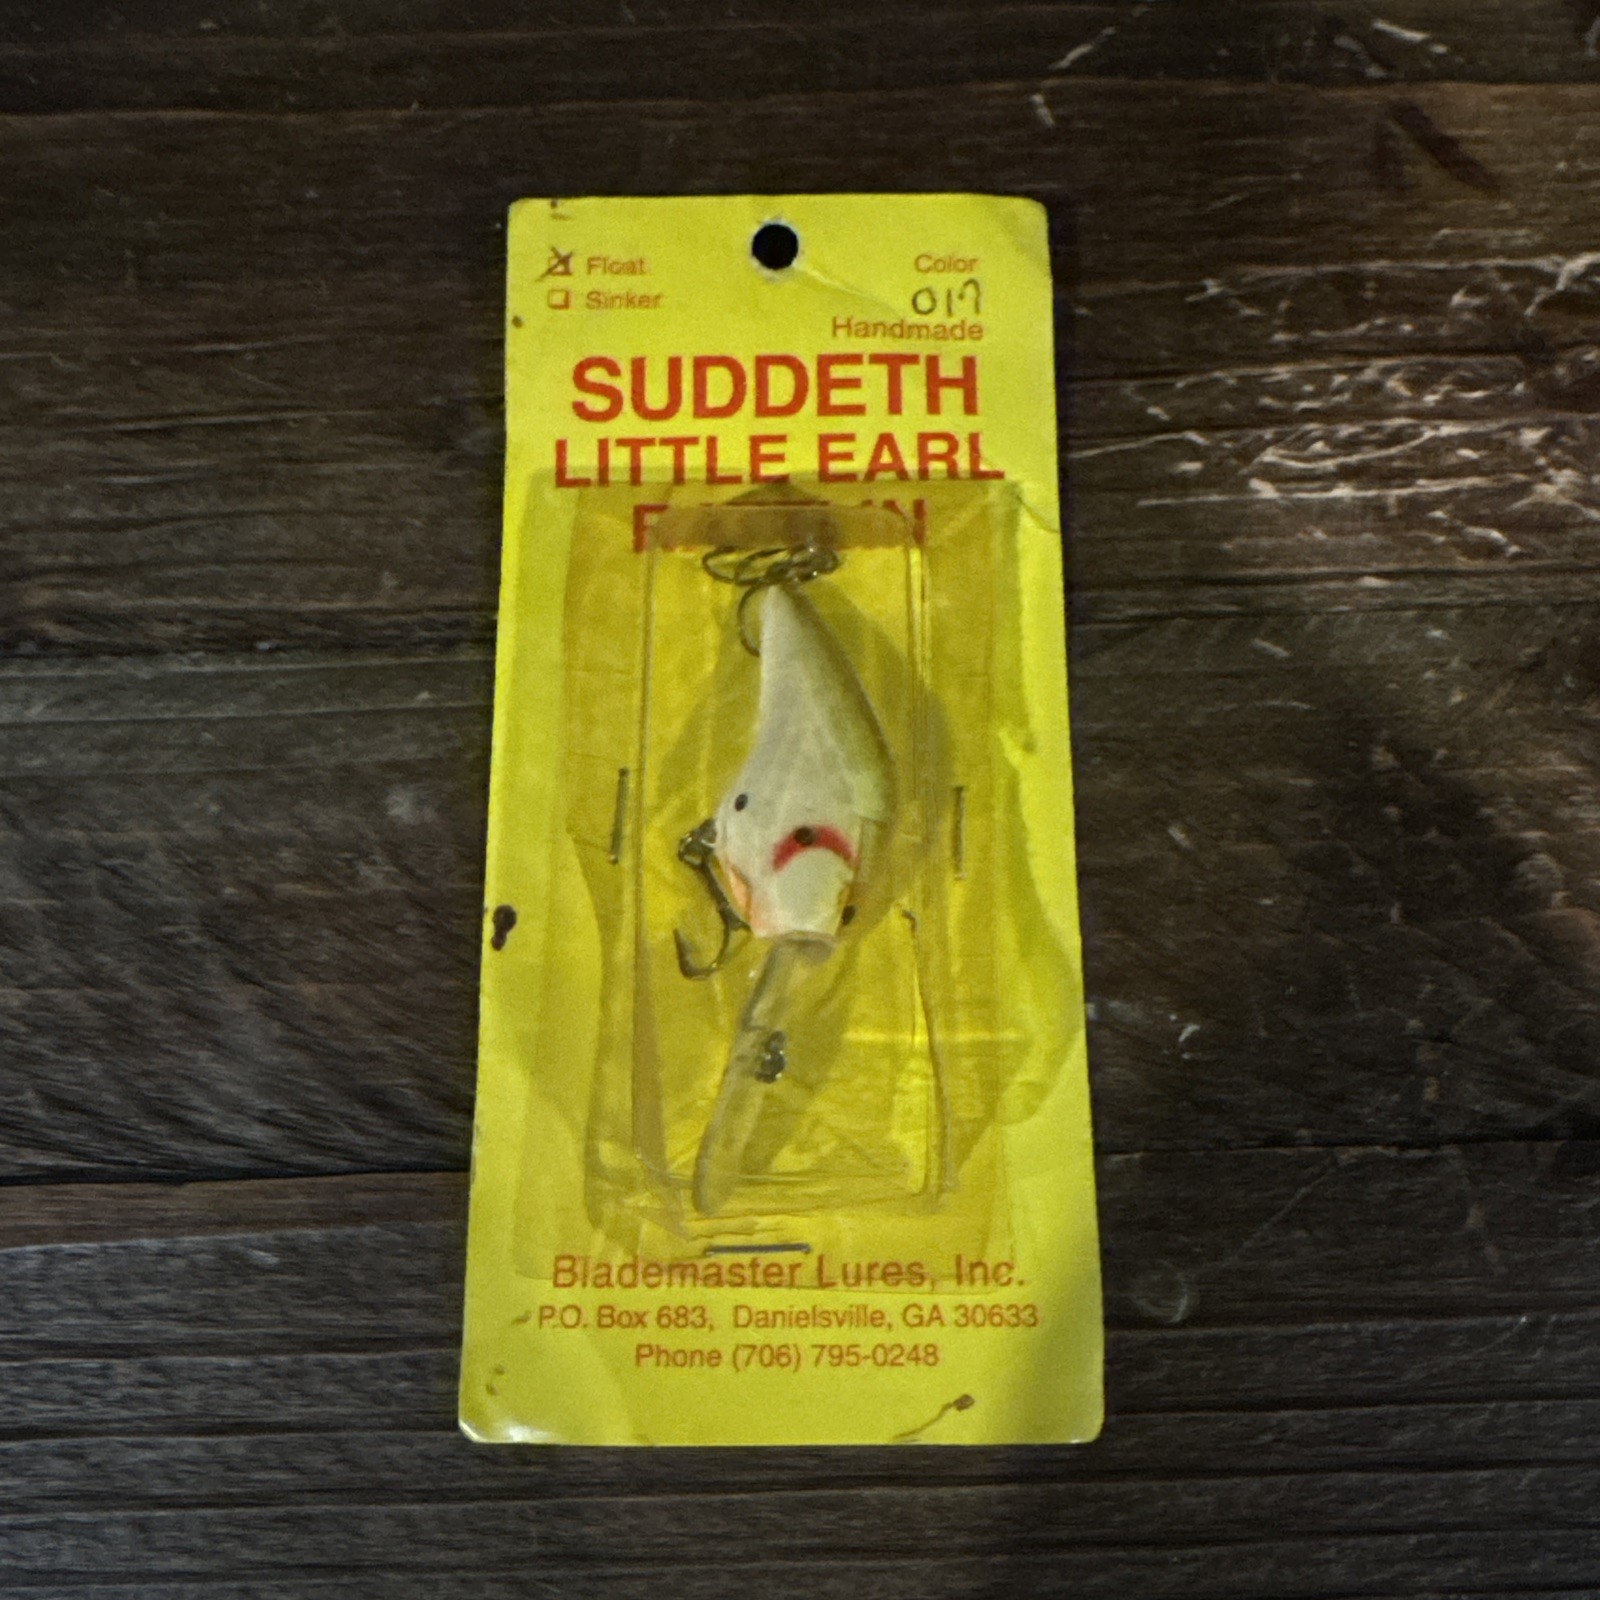 Float
Color
Sinker
017
Handmade
SUDDETH
LITTLE EARL
Blademaster Lures, Inc.
P.O. Box 683, Danielsville, GA 30633
Phone (706) 795-0248